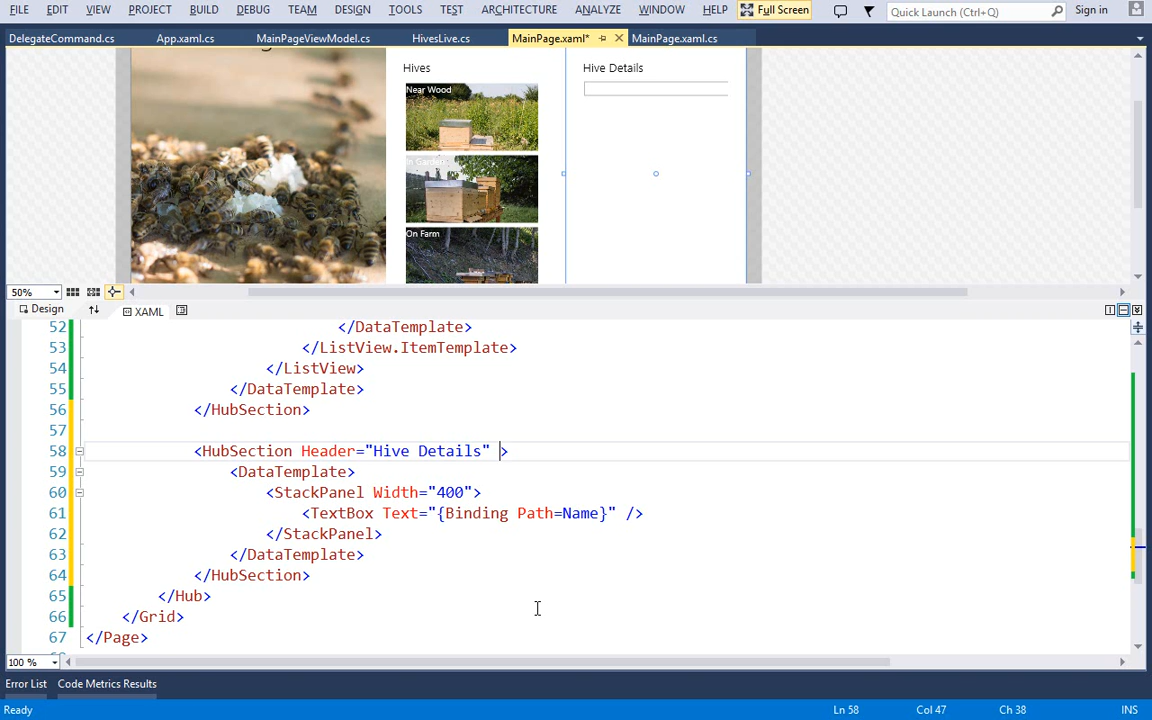 FILE EDIT VIEW PROJECT BUILD DEBUG TEAM DESIGN TOOLS TEST ARCHITECTURE ANALYZE WINDOW HELP Full Screen Quick Launch (Ctrl+Q) Sign in
DelegateCommand.cs App.xaml.cs MainPageViewModel.cs HivesLive.cs MainPage.xaml* MainPage.xaml.cs
Hives Hive Details
Near Wood
In Garden
On Farm
50%
Design XAML
52 </DataTemplate>
53 </ListView.ItemTemplate>
54 </ListView>
55 </DataTemplate>
56 </HubSection>
57
58 <HubSection Header="Hive Details" >
59 <DataTemplate>
60 <StackPanel Width="400">
61 <TextBox Text="{Binding Path=Name}" />
62 </StackPanel>
63 </DataTemplate>
64 </HubSection>
65 </Hub>
66 </Grid>
67 </Page>
100 %
Error List Code Metrics Results
Ready Ln 58 Col 47 Ch 38 INS